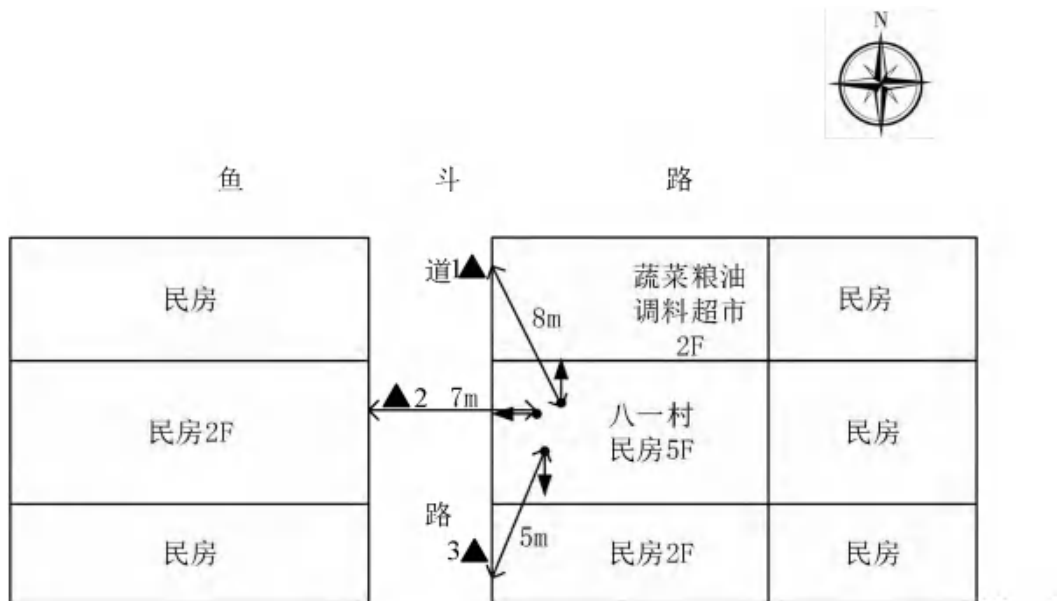 N
鱼 斗 路
道1
蔬菜粮油
调料超市
2F
民房
民房
8m
2 7m
民房2F
八一村
民房5F
民房
路
3
5m
民房
民房2F
民房